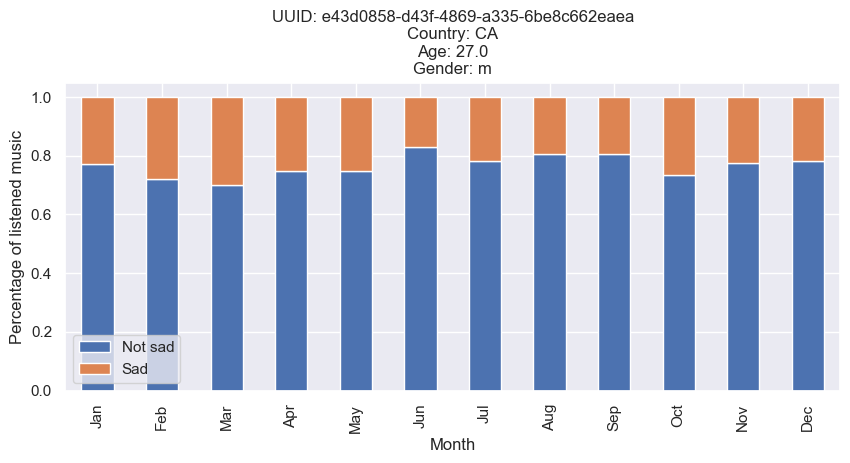 UUID: e43d0858-d43f-4869-a335-6be8c662eaea
Country: CA
Age: 27.0
Gender: m
Percentage of listened music
1.0
0.8
0.6
0.4
0.2
0.0
Not sad
Sad
Jan
Feb
Mar
Apr
May
Jun
Jul
Aug
Sep
Oct
Nov
Dec
Month